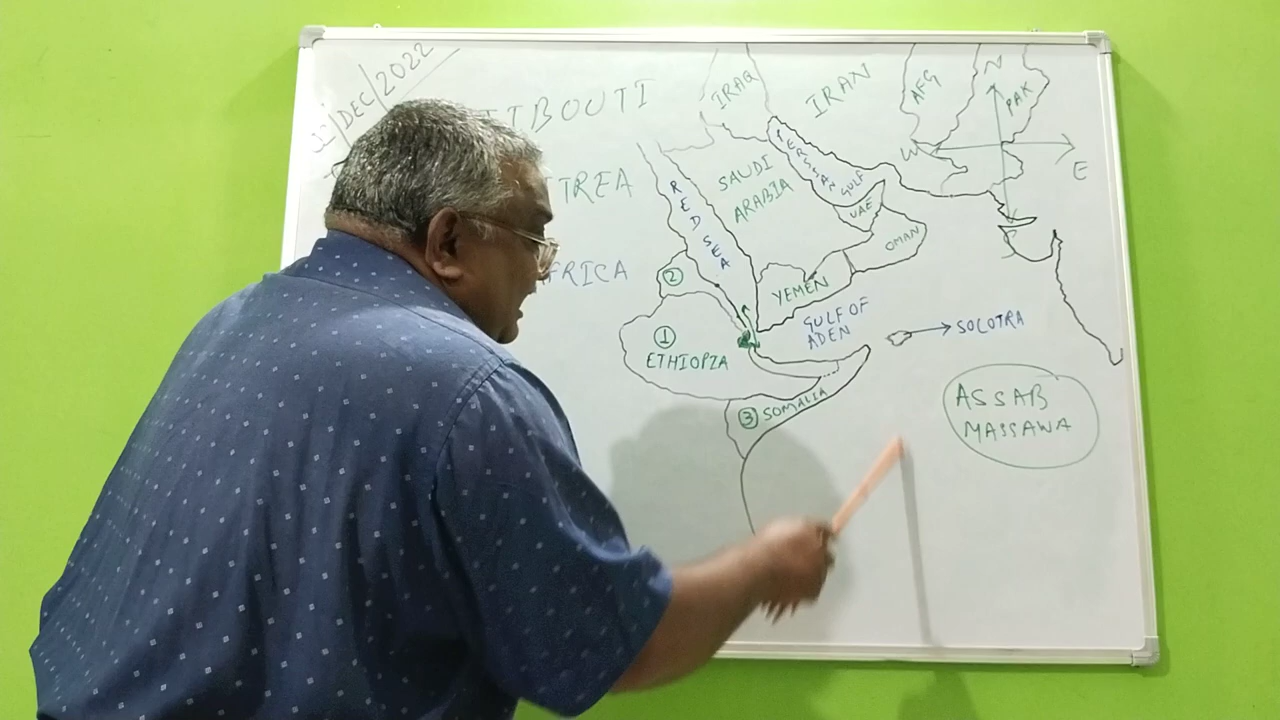 DEC/2022
JIBOUTI
TREA
FRICA
IRAQ
IRAN
AFG
PAK
N
W
E
S
PERSIAN GULF
SAUDI
ARABIA
RED SEA
UAE
OMAN
YEMEN
GULF OF
ADEN
SOCOTRA
②
①
ETHIOPIA
③ SOMALIA
ASSAB
MASSAWA